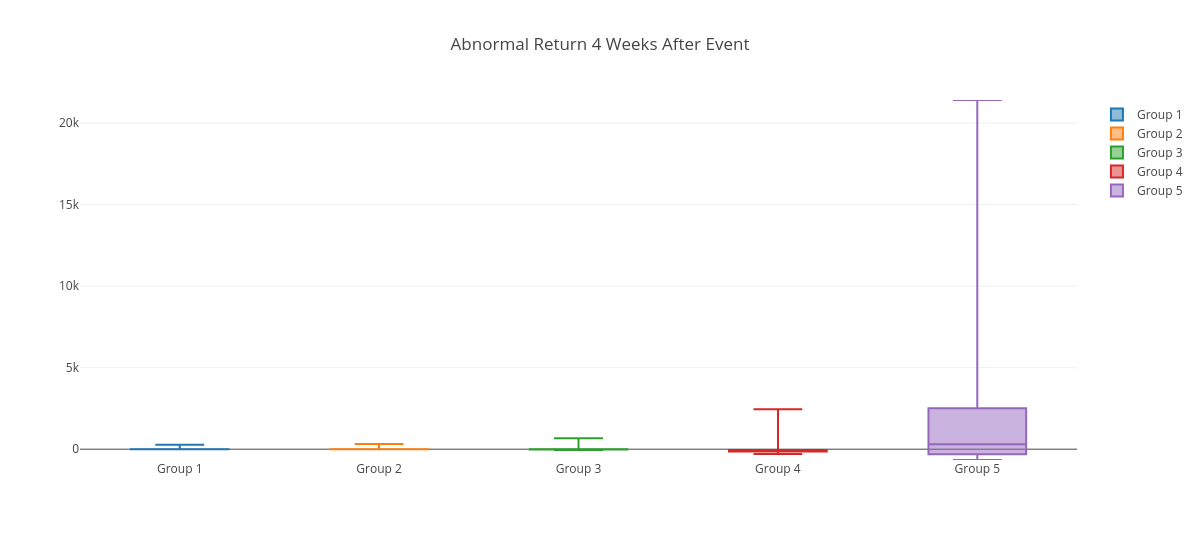 Abnormal Return 4 Weeks After Event
20k
15k
10k
5k
0
Group 1
Group 2
Group 3
Group 4
Group 5
Group 1
Group 2
Group 3
Group 4
Group 5